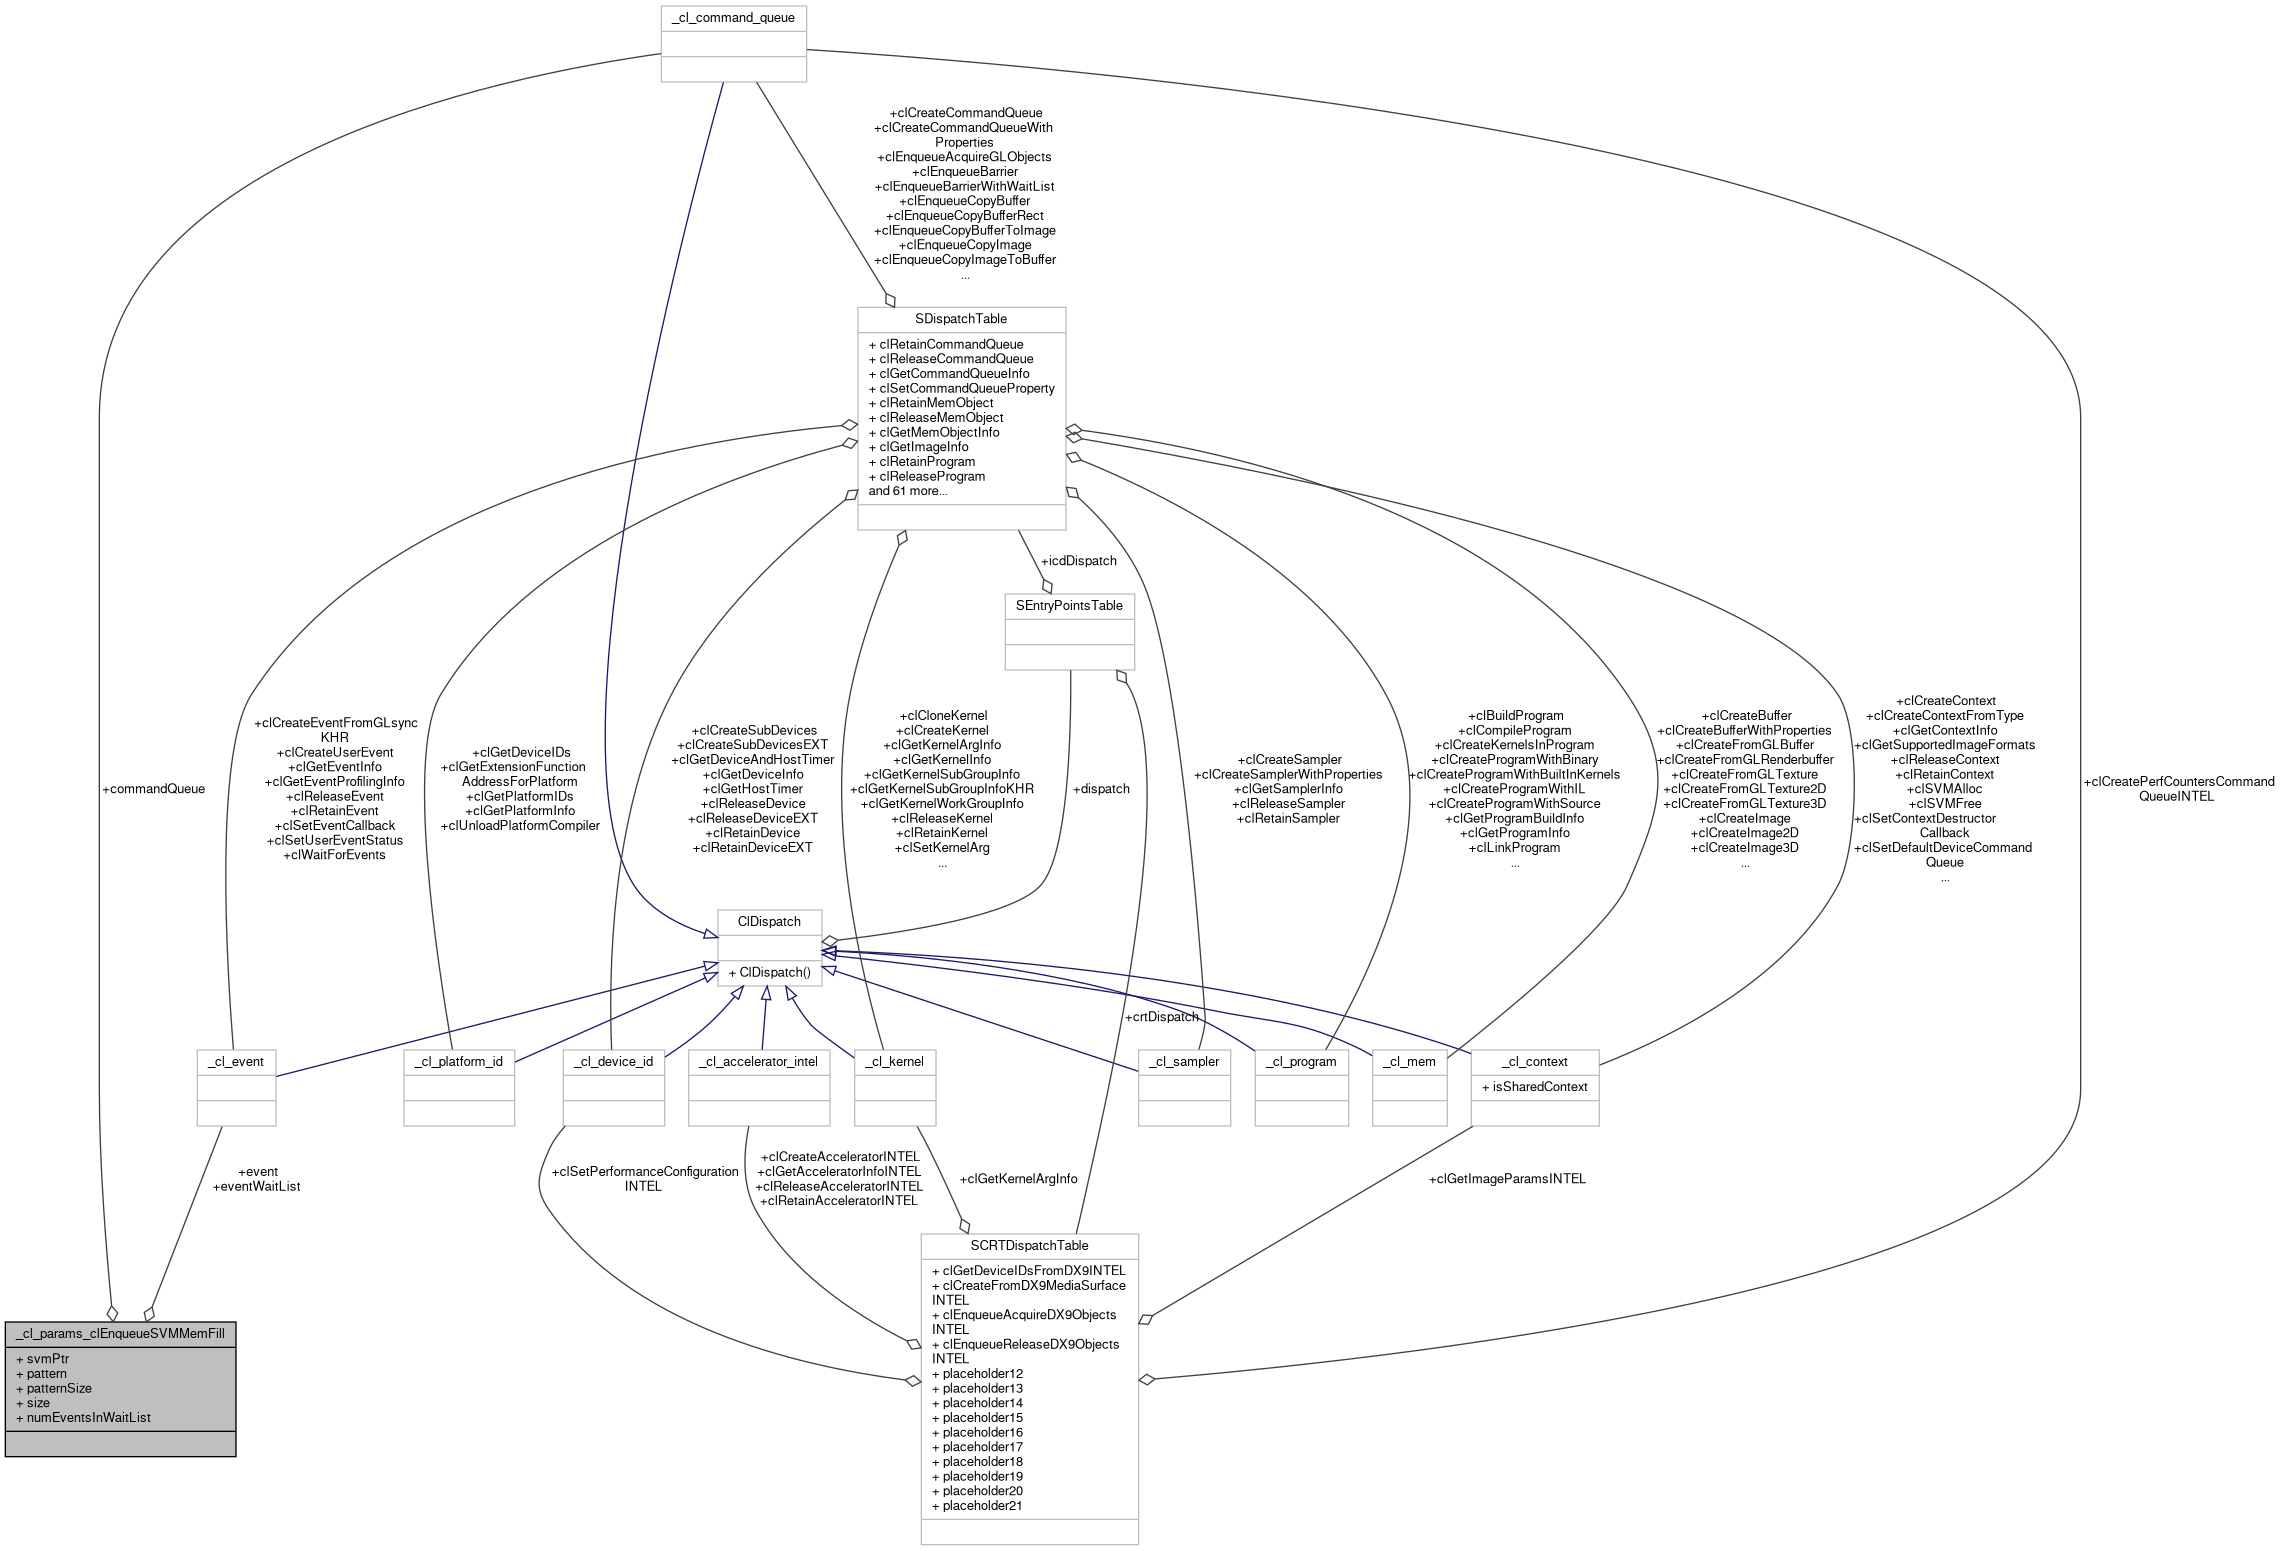 _cl_command_queue
+clCreateCommandQueue
+clCreateCommandQueueWith
Properties
+clEnqueueAcquireGLObjects
+clEnqueueBarrier
+clEnqueueBarrierWithWaitList
+clEnqueueCopyBuffer
+clEnqueueCopyBufferRect
+clEnqueueCopyBufferToImage
+clEnqueueCopyImage
+clEnqueueCopyImageToBuffer
...
SDispatchTable
+ clRetainCommandQueue
+ clReleaseCommandQueue
+ clGetCommandQueueInfo
+ clSetCommandQueueProperty
+ clRetainMemObject
+ clReleaseMemObject
+ clGetMemObjectInfo
+ clGetImageInfo
+ clRetainProgram
+ clReleaseProgram
and 61 more...
+icdDispatch
SEntryPointsTable
+commandQueue
+clCreateEventFromGLsync
KHR
+clCreateUserEvent
+clGetEventInfo
+clGetEventProfilingInfo
+clReleaseEvent
+clRetainEvent
+clSetEventCallback
+clSetUserEventStatus
+clWaitForEvents
+clGetDeviceIDs
+clGetExtensionFunction
AddressForPlatform
+clGetPlatformIDs
+clGetPlatformInfo
+clUnloadPlatformCompiler
+clCreateSubDevices
+clCreateSubDevicesEXT
+clGetDeviceAndHostTimer
+clGetDeviceInfo
+clGetHostTimer
+clReleaseDevice
+clReleaseDeviceEXT
+clRetainDevice
+clRetainDeviceEXT
+clCloneKernel
+clCreateKernel
+clGetKernelArgInfo
+clGetKernelInfo
+clGetKernelSubGroupInfo
+clGetKernelSubGroupInfoKHR
+clGetKernelWorkGroupInfo
+clReleaseKernel
+clRetainKernel
+clSetKernelArg
...
+dispatch
+clCreateSampler
+clCreateSamplerWithProperties
+clGetSamplerInfo
+clReleaseSampler
+clRetainSampler
+clBuildProgram
+clCompileProgram
+clCreateKernelsInProgram
+clCreateProgramWithBinary
+clCreateProgramWithBuiltInKernels
+clCreateProgramWithIL
+clCreateProgramWithSource
+clGetProgramBuildInfo
+clGetProgramInfo
+clLinkProgram
...
+clCreateBuffer
+clCreateBufferWithProperties
+clCreateFromGLBuffer
+clCreateFromGLRenderbuffer
+clCreateFromGLTexture
+clCreateFromGLTexture2D
+clCreateFromGLTexture3D
+clCreateImage
+clCreateImage2D
+clCreateImage3D
...
+clCreateContext
+clCreateContextFromType
+clGetContextInfo
+clGetSupportedImageFormats
+clReleaseContext
+clRetainContext
+clSVMAlloc
+clSVMFree
+clSetContextDestructor
Callback
+clSetDefaultDeviceCommand
Queue
...
+clCreatePerfCountersCommand
QueueINTEL
ClDispatch
+ ClDispatch()
+crtDispatch
_cl_event
_cl_platform_id
_cl_device_id
_cl_accelerator_intel
_cl_kernel
_cl_sampler
_cl_program
_cl_mem
_cl_context
+ isSharedContext
+event
+eventWaitList
+clSetPerformanceConfiguration
INTEL
+clCreateAcceleratorINTEL
+clGetAcceleratorInfoINTEL
+clReleaseAcceleratorINTEL
+clRetainAcceleratorINTEL
+clGetKernelArgInfo
+clGetImageParamsINTEL
SCRTDispatchTable
+ clGetDeviceIDsFromDX9INTEL
+ clCreateFromDX9MediaSurface
INTEL
+ clEnqueueAcquireDX9Objects
INTEL
+ clEnqueueReleaseDX9Objects
INTEL
+ placeholder12
+ placeholder13
+ placeholder14
+ placeholder15
+ placeholder16
+ placeholder17
+ placeholder18
+ placeholder19
+ placeholder20
+ placeholder21
_cl_params_clEnqueueSVMMemFill
+ svmPtr
+ pattern
+ patternSize
+ size
+ numEventsInWaitList